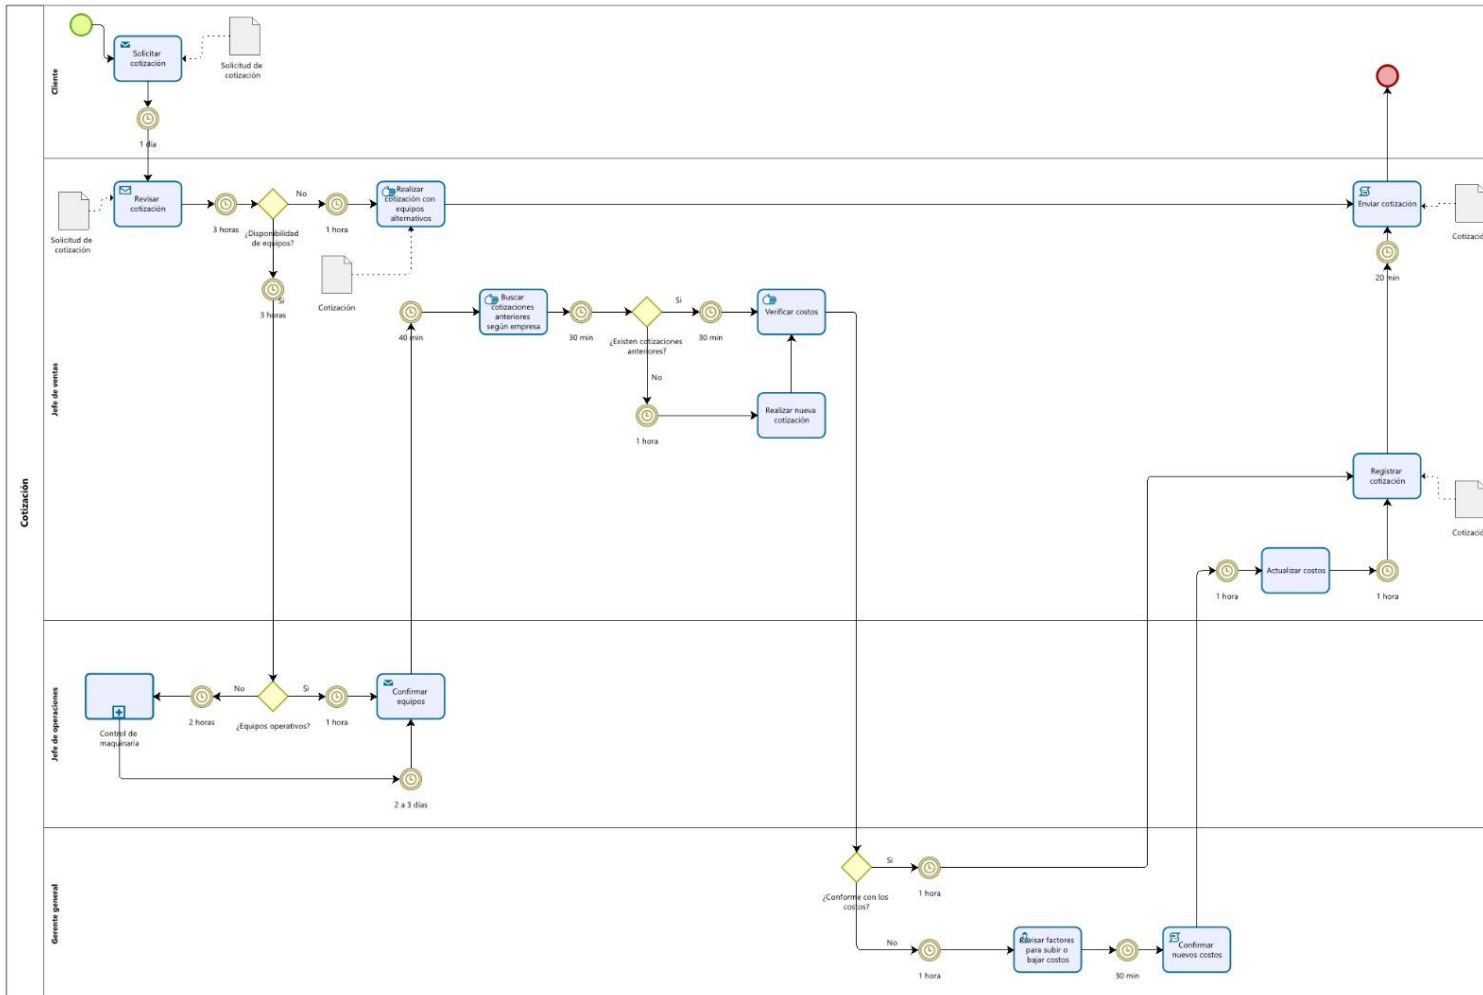 Cotización
Cliente
Solicitar
cotización
Solicitud de
cotización
1 día
Jefe de ventas
Solicitud de
cotización
Revisar
cotización
3 horas
¿Disponibilidad
de equipos?
No
1 hora
Realizar
cotización con
equipos
alternativos
Cotización
Si
3 horas
40 min
Buscar
cotizaciones
anteriores
según empresa
30 min
¿Existen cotizaciones
anteriores?
Si
30 min
Verificar costos
No
1 hora
Realizar nueva
cotización
Enviar cotización
Cotizació
20 min
Registrar
cotización
Cotizació
1 hora
Actualizar costos
1 hora
Jefe de operaciones
Control de
maquinaria
No
2 horas
¿Equipos operativos?
Si
1 hora
Confirmar
equipos
2 a 3 días
Gerente general
¿Conforme con los
costos?
Si
1 hora
No
1 hora
Revisar factores
para subir o
bajar costos
30 min
Confirmar
nuevos costos